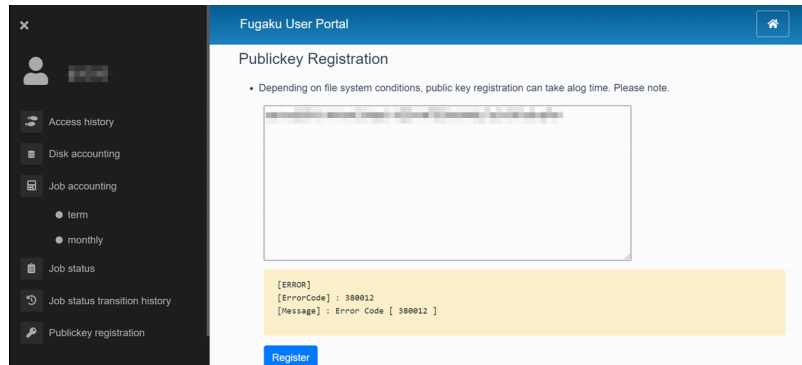 ×
Fugaku User Portal
Publickey Registration
• Depending on file system conditions, public key registration can take alog time. Please note.
Access history
Disk accounting
Job accounting
term
monthly
Job status
Job status transition history
Publickey registration
[ERROR]
[ErrorCode] : 380012
[Message] : Error Code [ 380012 ]
Register